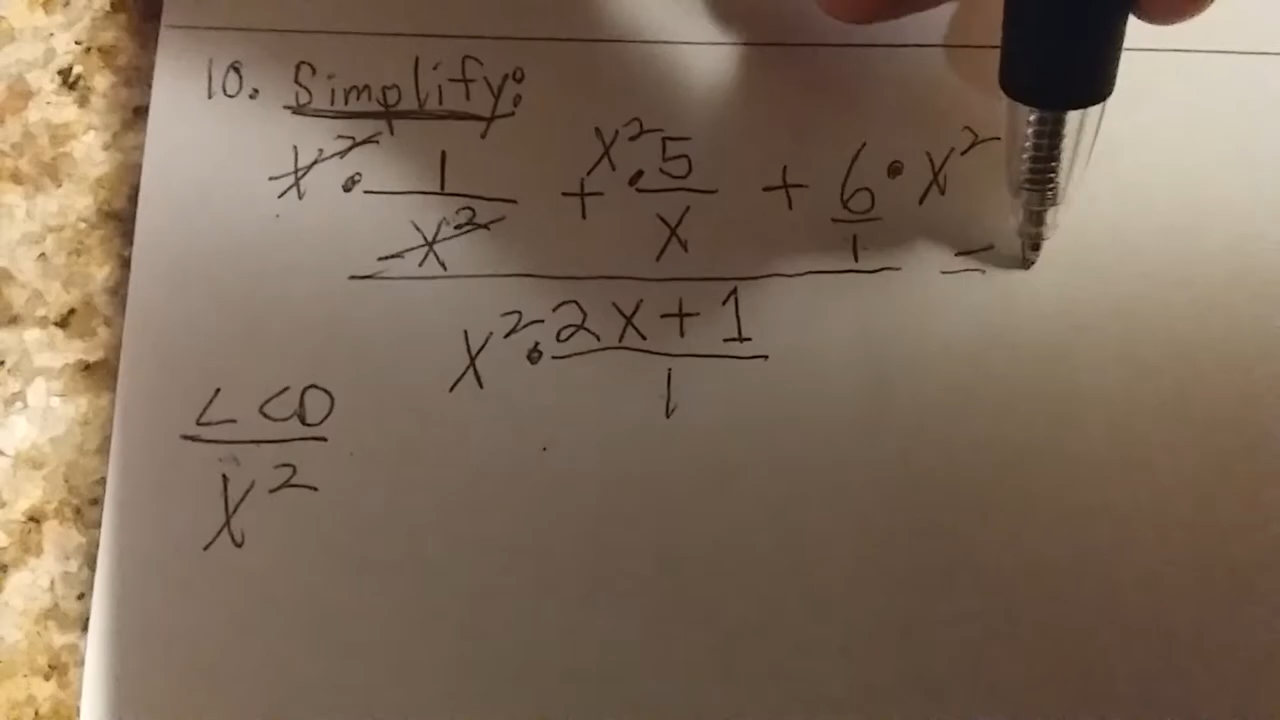 10. Simplify:
x² • 1/x² + x² • 5/x + 6/1 • x² =
x² • 2x+1/1
LCD
x²